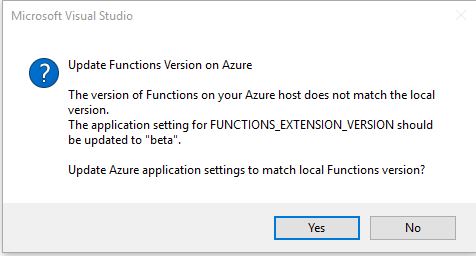 Microsoft Visual Studio
Update Functions Version on Azure
The version of Functions on your Azure host does not match the local
version.
The application setting for FUNCTIONS_EXTENSION_VERSION should
be updated to "beta".
Update Azure application settings to match local Functions version?
Yes
No